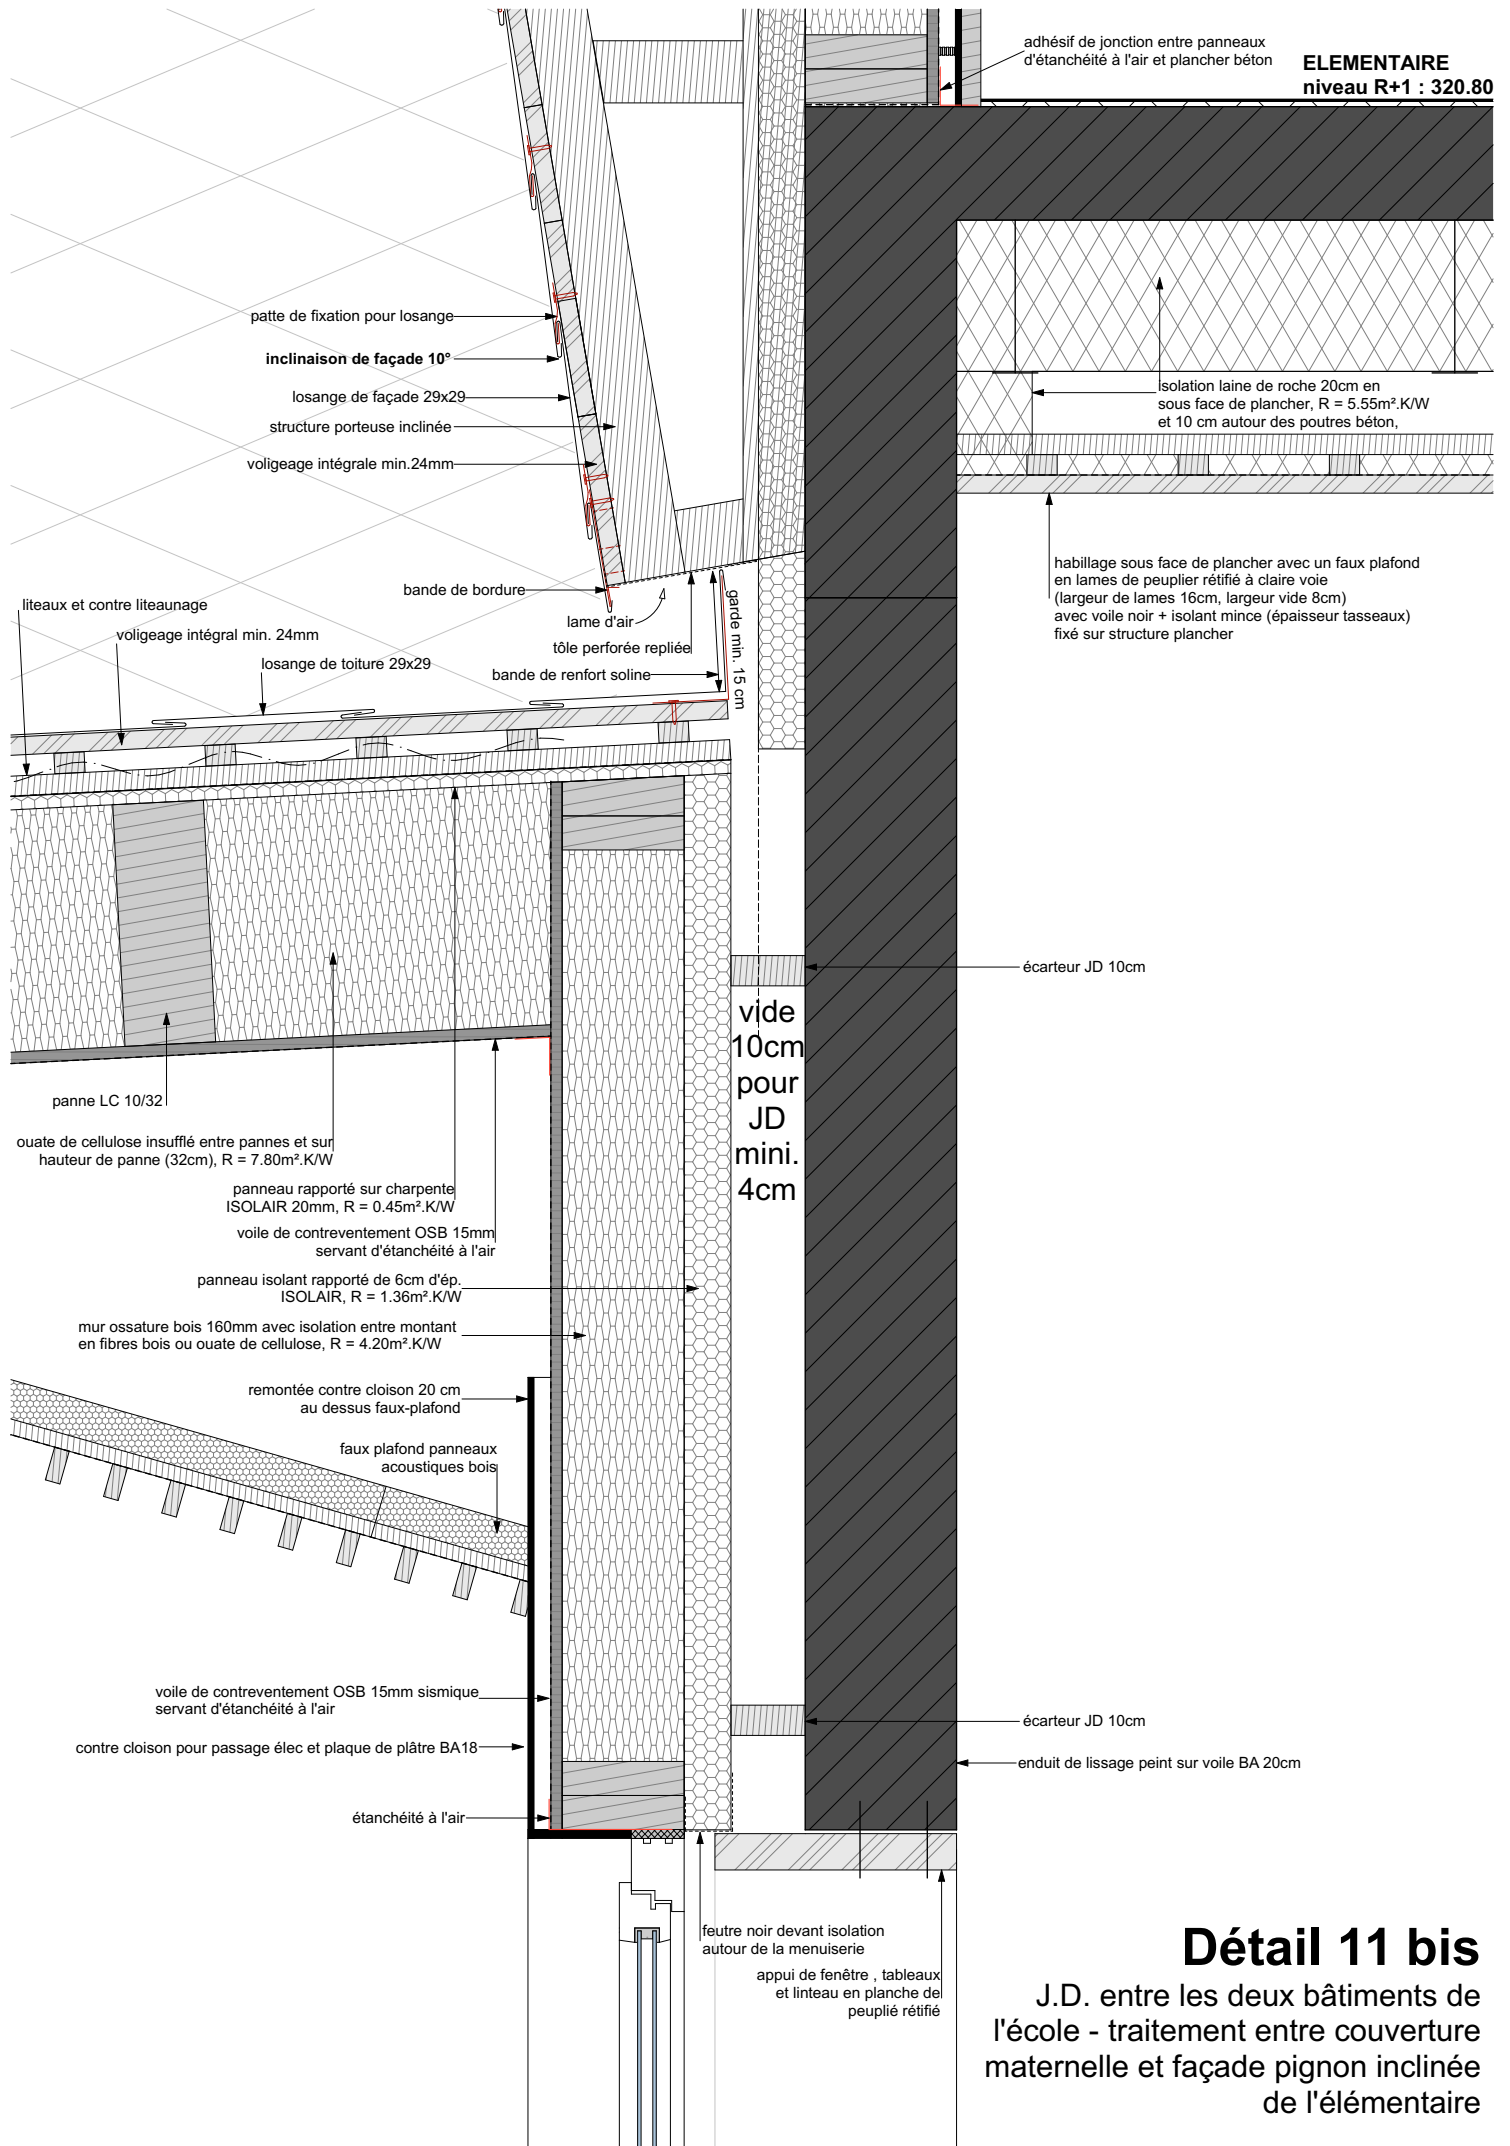 adhésif de jonction entre panneaux
d'étanchéité à l'air et plancher béton
ELEMENTAIRE
niveau R+1 : 320.80
patte de fixation pour losange
inclinaison de façade 10°
losange de façade 29x29
structure porteuse inclinée
voligeage intégrale min.24mm
isolation laine de roche 20cm en
sous face de plancher, R = 5.55m².K/W
et 10 cm autour des poutres béton,
habillage sous face de plancher avec un faux plafond
en lames de peuplier rétifié à claire voie
(largeur de lames 16cm, largeur vide 8cm)
avec voile noir + isolant mince (épaisseur tasseaux)
fixé sur structure plancher
bande de bordure
lame d'air
tôle perforée repliée
bande de renfort soline
garde min. 15 cm
liteaux et contre liteaunage
voligeage intégral min. 24mm
losange de toiture 29x29
écarteur JD 10cm
vide
10cm
pour
JD
mini.
4cm
panne LC 10/32
ouate de cellulose insufflé entre pannes et sur
hauteur de panne (32cm), R = 7.80m².K/W
panneau rapporté sur charpente
ISOLAIR 20mm, R = 0.45m².K/W
voile de contreventement OSB 15mm
servant d'étanchéité à l'air
panneau isolant rapporté de 6cm d'ép.
ISOLAIR, R = 1.36m².K/W
mur ossature bois 160mm avec isolation entre montant
en fibres bois ou ouate de cellulose, R = 4.20m².K/W
remontée contre cloison 20 cm
au dessus faux-plafond
faux plafond panneaux
acoustiques bois
voile de contreventement OSB 15mm sismique
servant d'étanchéité à l'air
contre cloison pour passage élec et plaque de plâtre BA18
étanchéité à l'air
écarteur JD 10cm
enduit de lissage peint sur voile BA 20cm
feutre noir devant isolation
autour de la menuiserie
appui de fenêtre , tableaux
et linteau en planche de
peuplié rétifié
Détail 11 bis
J.D. entre les deux bâtiments de
l'école - traitement entre couverture
maternelle et façade pignon inclinée
de l'élémentaire